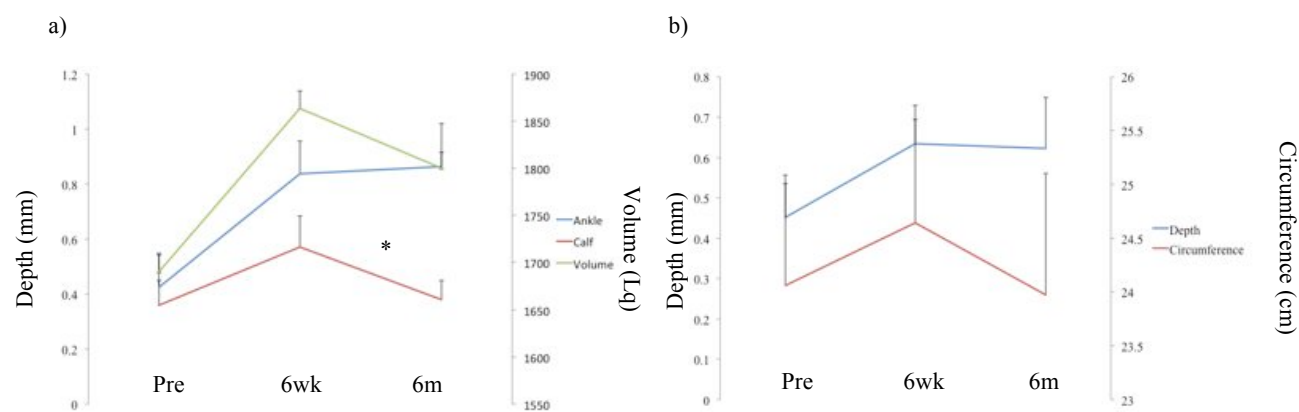 a)
Depth (mm)
1.2
1
0.8
0.6
0.4
0.2
0
Pre 6wk 6m
*
1900
1850
1800
1750
1700
1650
1600
1550
Volume (Lq)
Ankle
Calf
Volume
b)
Depth (mm)
0.8
0.7
0.6
0.5
0.4
0.3
0.2
0.1
0
Pre 6wk 6m
26
25.5
25
24.5
24
23.5
23
Circumference (cm)
Depth
Circumference